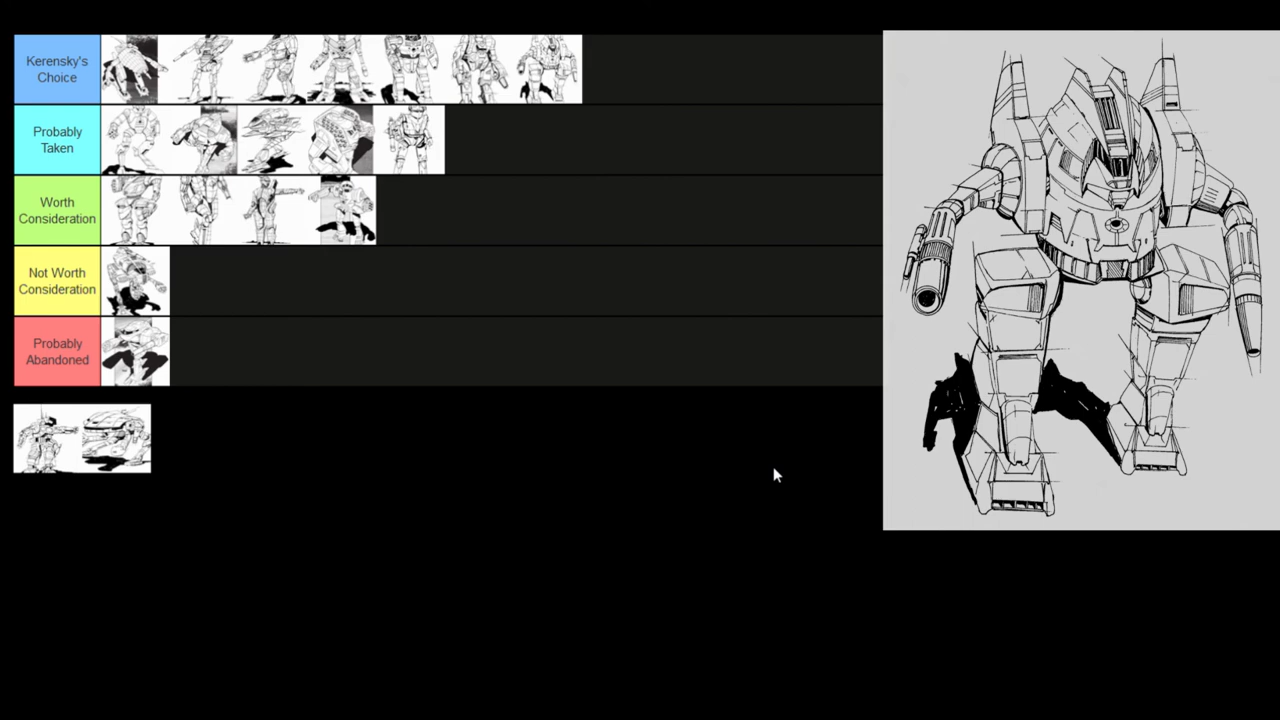 Kerensky's
Choice
Probably
Taken
Worth
Consideration
Not Worth
Consideration
Probably
Abandoned